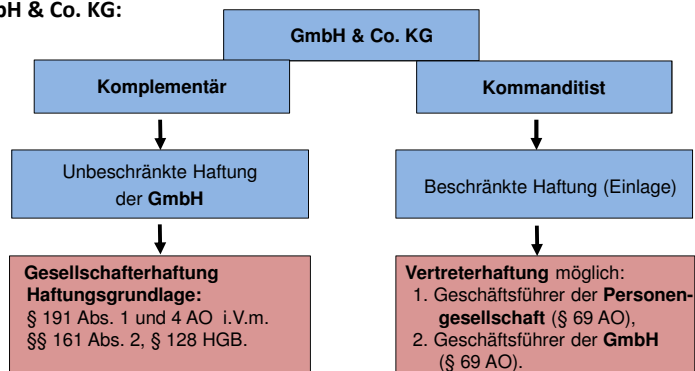 bH & Co. KG:
GmbH & Co. KG
Komplementär
Kommanditist
Unbeschränkte Haftung
der GmbH
Beschränkte Haftung (Einlage)
Gesellschafterhaftung
Haftungsgrundlage:
§ 191 Abs. 1 und 4 AO i.V.m.
§§ 161 Abs. 2, § 128 HGB.
Vertreterhaftung möglich:
1. Geschäftsführer der Personen-
gesellschaft (§ 69 AO),
2. Geschäftsführer der GmbH
(§ 69 AO).